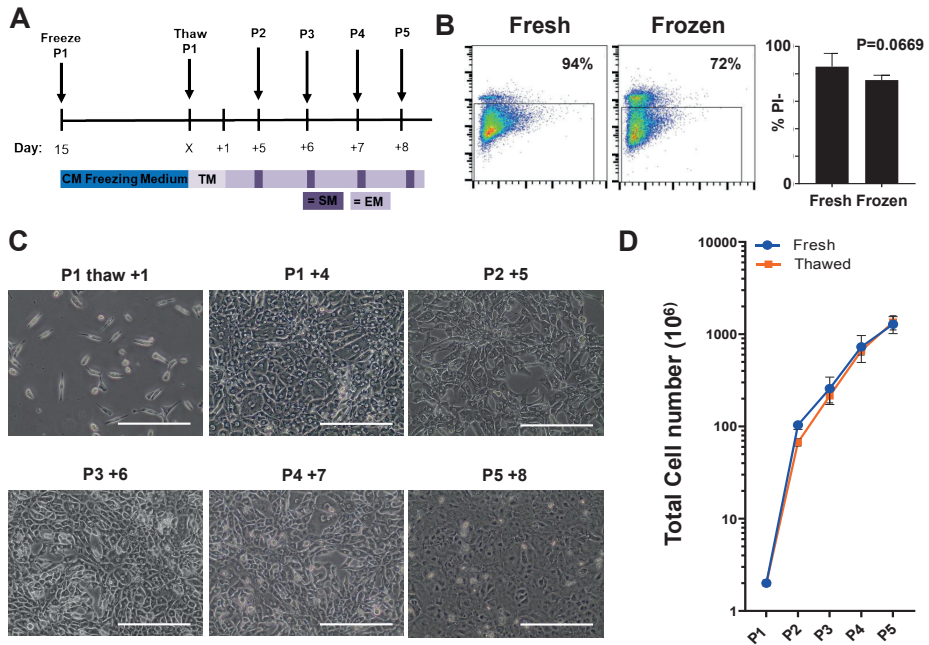 A
Freeze
P1
Thaw
P1
P2
P3
P4
P5
Day:
15
X
+1
+5
+6
+7
+8
CM Freezing Medium
TM
= SM
= EM
B
Fresh
Frozen
94%
72%
% PI-
100
0
P=0.0669
Fresh Frozen
C
P1 thaw +1
P1 +4
P2 +5
P3 +6
P4 +7
P5 +8
D
Fresh
Thawed
Total Cell number (10⁶)
10000
1000
100
10
1
P1
P2
P3
P4
P5